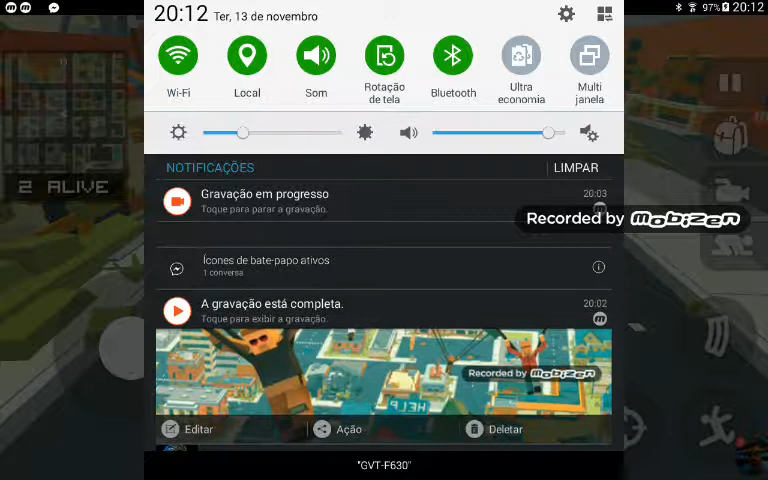 97% 20:12
20:12 Ter, 13 de novembro
Wi-Fi
Local
Som
Rotação
de tela
Bluetooth
Ultra
economia
Multi
janela
NOTIFICAÇÕES
LIMPAR
Gravação em progresso
20:03
Toque para parar a gravação.
2 ALIVE
Recorded by Mobizen
Ícones de bate-papo ativos
1 conversa
A gravação está completa.
20:02
Toque para exibir a gravação.
Recorded by Mobizen
HELP
Editar
Ação
Deletar
"GVT-F630"